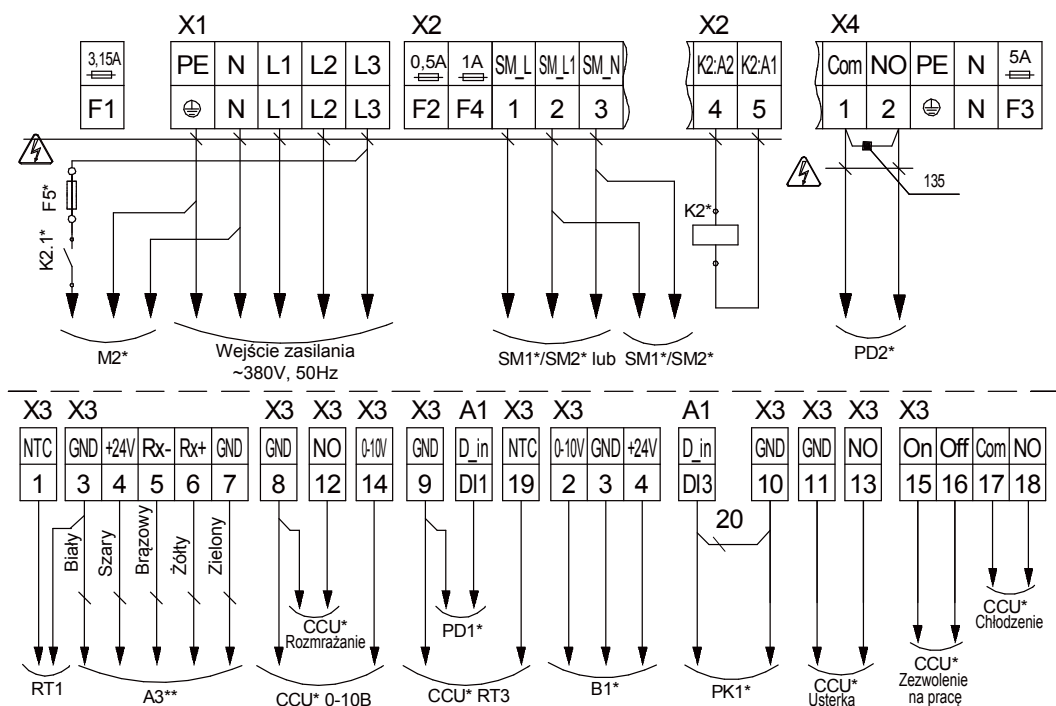 X1 X2 X2 X4
3,15A PE N L1 L2 L3 0,5A 1A SM_L SM_L1 SM_N K2:A2 K2:A1 Com NO PE N 5A
F1 N L1 L2 L3 F2 F4 1 2 3 4 5 1 2 N F3
135
F5*
K2*
K2.1*
M2*
Wejście zasilania
~380V, 50Hz
SM1*/SM2* lub SM1*/SM2*
PD2*
X3 X3 X3 X3 X3 X3 A1 X3 X3 A1 X3 X3 X3 X3
NTC GND +24V Rx- Rx+ GND GND NO 0-10V GND D_in NTC 0-10V GND +24V D_in GND GND NO On Off Com NO
1 3 4 5 6 7 8 12 14 9 DI1 19 2 3 4 DI3 10 11 13 15 16 17 18
20
Biały
Szary
Brązowy
Żółty
Zielony
CCU*
Rozmrażanie
PD1*
CCU*
Chłodzenie
RT1
A3**
CCU* 0-10B
CCU* RT3
B1*
PK1*
CCU*
Usterka
CCU*
Zezwolenie
na pracę